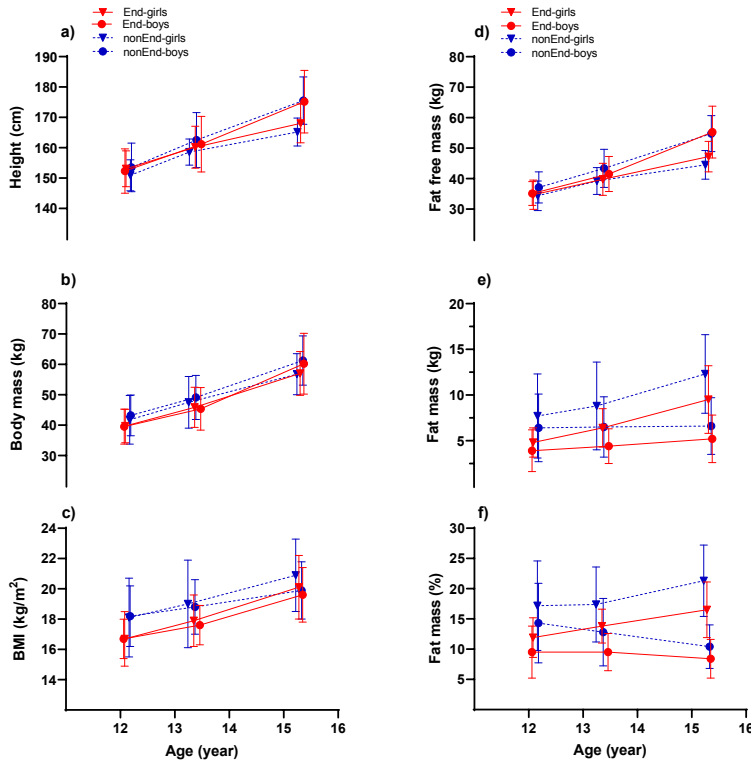 End-girls
End-boys
nonEnd-girls
nonEnd-boys
a)
190
180
170
160
150
140
Height (cm)
b)
80
70
60
50
40
30
Body mass (kg)
c)
24
22
20
18
16
14
BMI (kg/m²)
12 13 14 15 16
Age (year)
End-girls
End-boys
nonEnd-girls
nonEnd-boys
d)
80
70
60
50
40
30
Fat free mass (kg)
e)
20
15
10
5
Fat mass (kg)
f)
30
25
20
15
10
5
Fat mass (%)
12 13 14 15 16
Age (year)